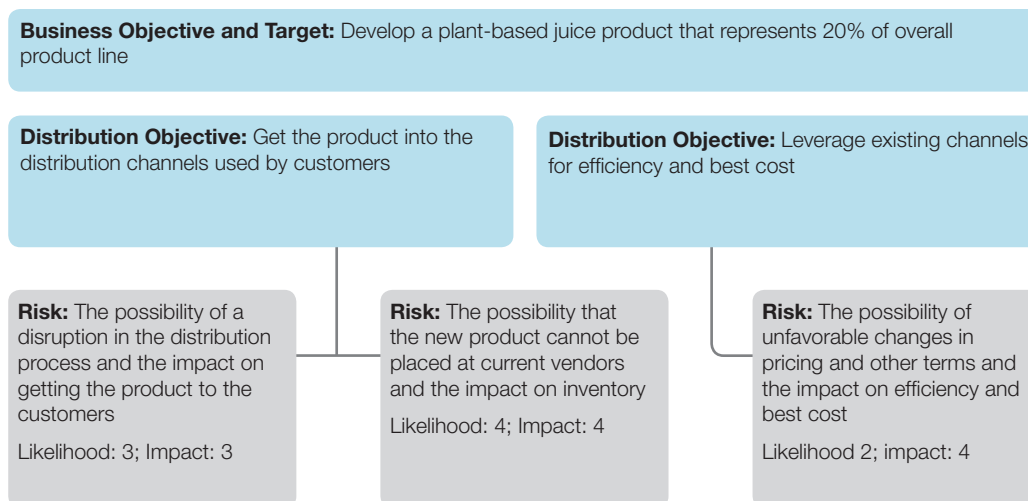 Business Objective and Target: Develop a plant-based juice product that represents 20% of overall
product line
Distribution Objective: Get the product into the
distribution channels used by customers
Distribution Objective: Leverage existing channels
for efficiency and best cost
Risk: The possibility of a
disruption in the distribution
process and the impact on
getting the product to the
customers
Likelihood: 3; Impact: 3
Risk: The possibility that
the new product cannot be
placed at current vendors
and the impact on inventory
Likelihood: 4; Impact: 4
Risk: The possibility of
unfavorable changes in
pricing and other terms and
the impact on efficiency and
best cost
Likelihood 2; impact: 4